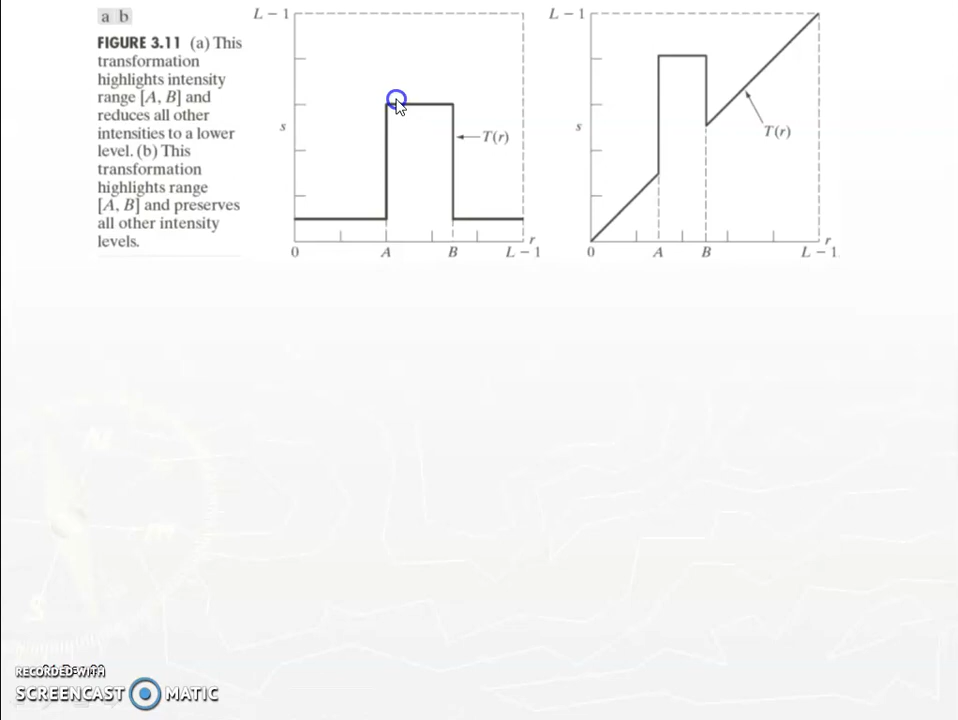 a b
FIGURE 3.11 (a) This
transformation
highlights intensity
range [A, B] and
reduces all other
intensities to a lower
level. (b) This
transformation
highlights range
[A, B] and preserves
all other intensity
levels.
L – 1
s
T(r)
r
0 A B L – 1
L – 1
s
T(r)
r
0 A B L – 1
N
S
RECORDED WITH
SCREENCAST MATIC